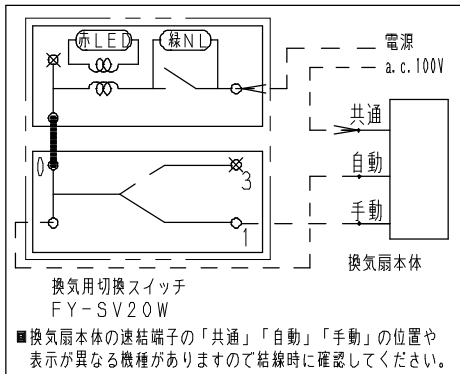 赤LED
緑NL
電源
a.c.100V
共通
自動
手動
0
3
1
換気扇本体
換気用切換スイッチ
FY-SV20W
■換気扇本体の速結端子の「共通」「自動」「手動」の位置や
表示が異なる機種がありますので結線時に確認してください。